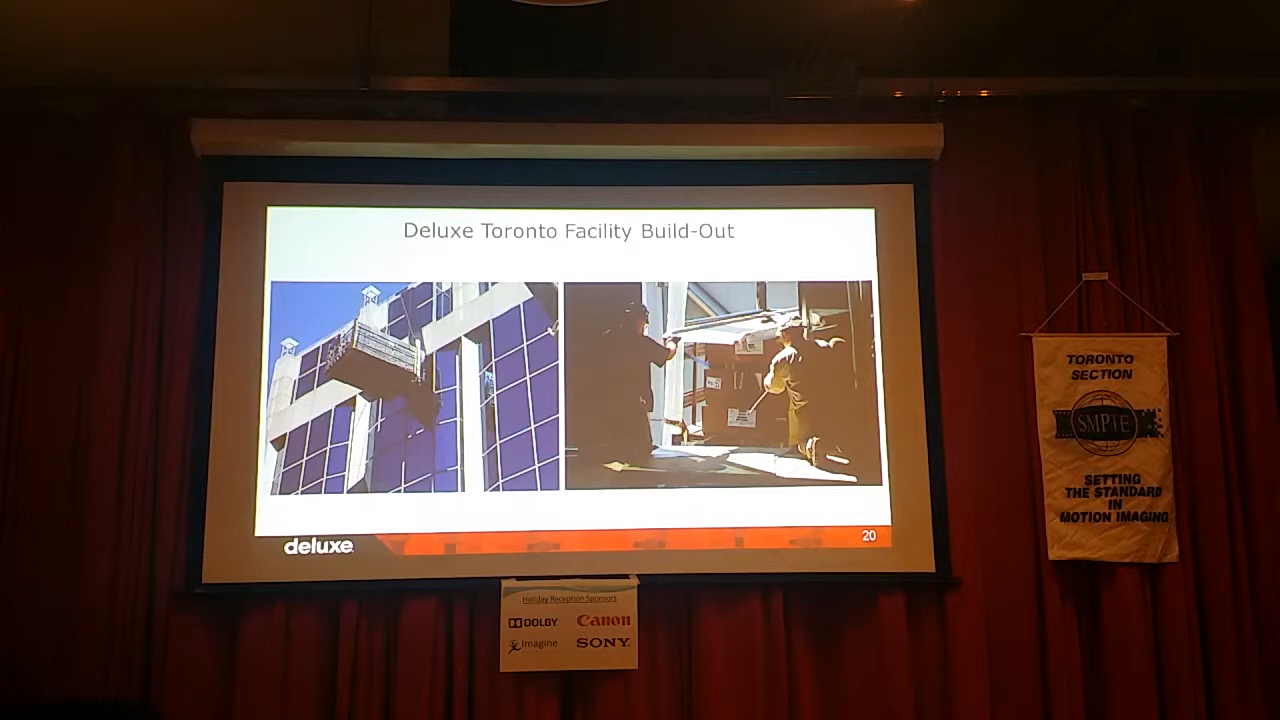 Deluxe Toronto Facility Build-Out
deluxe
20
TORONTO
SECTION
SMPTE
SETTING
THE STANDARD
IN
MOTION IMAGING
Holiday Reception Sponsors
DOLBY
Canon
imagine
SONY